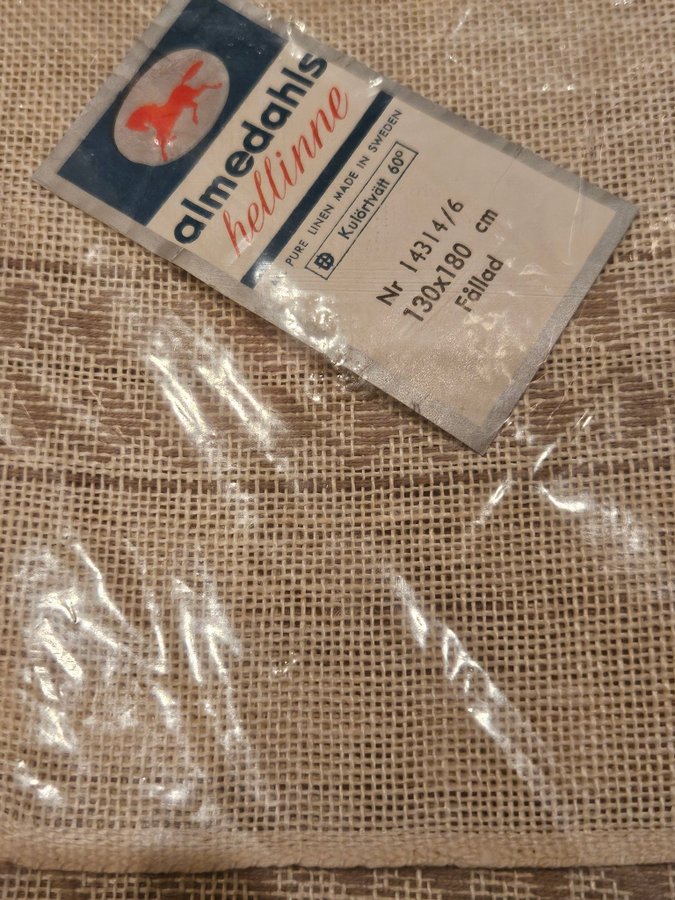 almedahls
hellinne
PURE LINEN MADE IN SWEDEN
Kulörtvätt 60°
Nr 14314/6
130x180 cm
Fållad